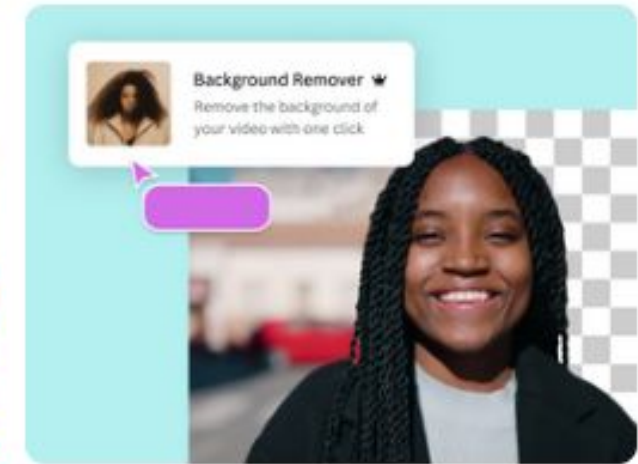 Background Remover
Remove the background of
your video with one click